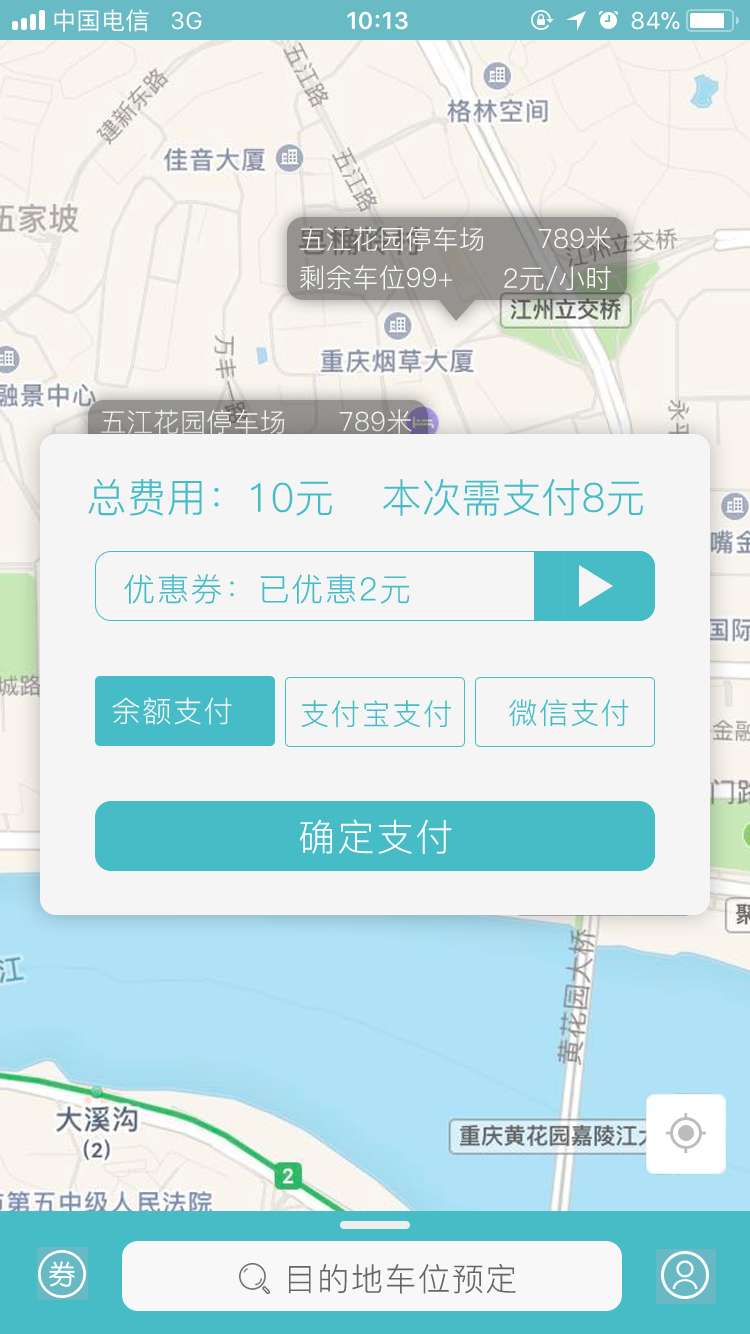 中国电信 3G 10:13 84%
五江路
建新东路
格林空间
佳音大厦
五江路
伍家坡
五江花园停车场 789米
江州立交桥
剩余车位99+ 2元/小时
江州立交桥
重庆烟草大厦
万丰一路
融景中心
五江花园停车场 789米
总费用：10元 本次需支付8元
优惠券：已优惠2元
嘴金
国际
城路
余额支付 支付宝支付 微信支付
金融
门路
确定支付
聚
江
黄花园大桥
大溪沟
(2)
重庆黄花园嘉陵江大
2
第五中级人民法院
券 目的地车位预定